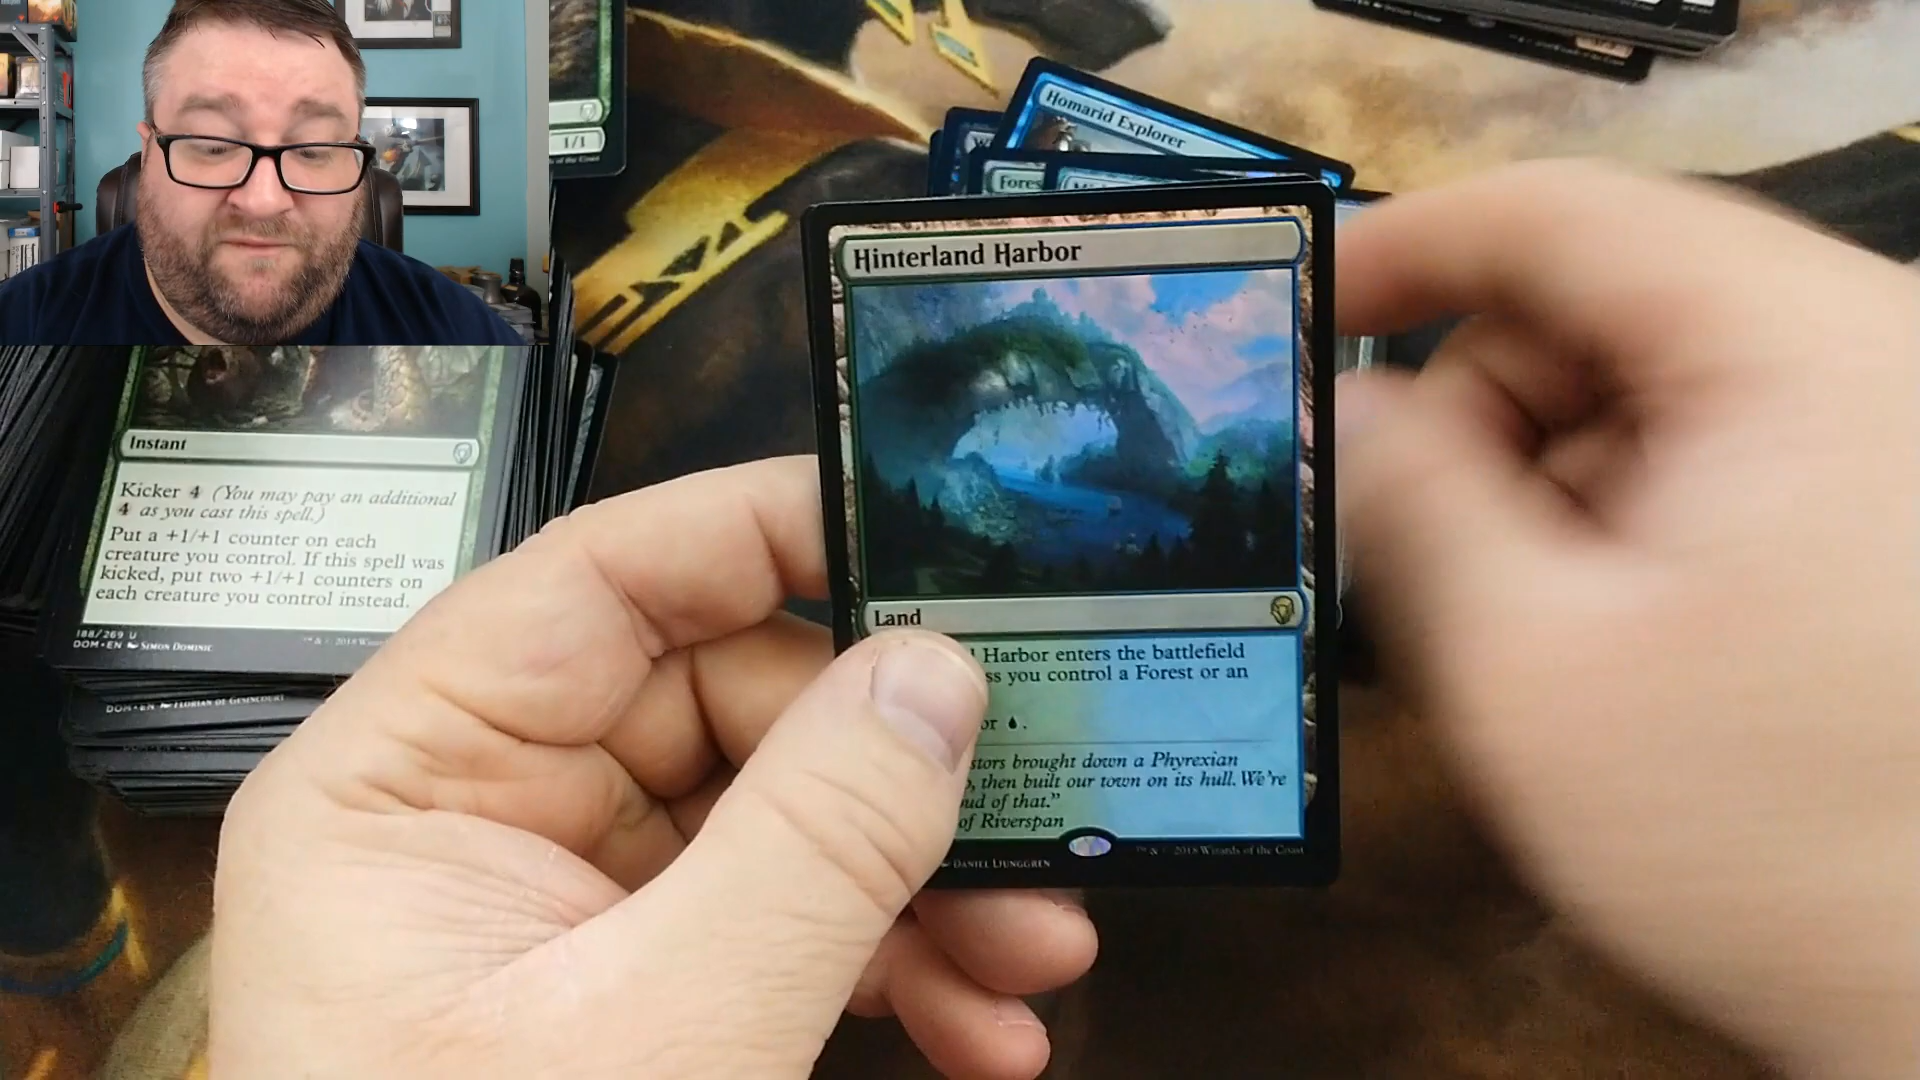 1/1
Homarid Explorer
Fores
Hinterland Harbor
Land
Harbor enters the battlefield
ss you control a Forest or an
or
stors brought down a Phyrexian
, then built our town on its hull. We're
ud of that."
of Riverspan
DANIEL LJUNGGREN
™ & © 2018 Wizards of the Coast
Instant
Kicker 4 (You may pay an additional
4 as you cast this spell.)
Put a +1/+1 counter on each
creature you control. If this spell was
kicked, put two +1/+1 counters on
each creature you control instead.
188/269 U
DOM • EN SIMON DOMINIC
™ & © 2018 Wizar
DOM • EN FLORIAN DE GESINCOURT